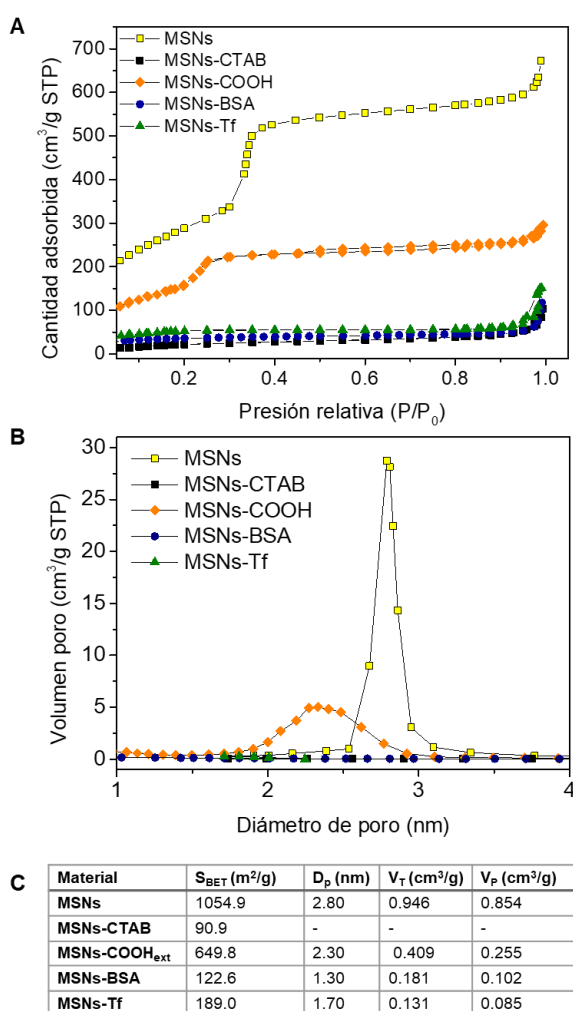 A
MSNs
MSNs-CTAB
MSNs-COOH
MSNs-BSA
MSNs-Tf
Cantidad adsorbida (cm³/g STP)
700
600
500
400
300
200
100
0
0.2 0.4 0.6 0.8 1.0
Presión relativa (P/P₀)
B
MSNs
MSNs-CTAB
MSNs-COOH
MSNs-BSA
MSNs-Tf
Volumen poro (cm³/g STP)
30
25
20
15
10
5
0
1 2 3 4
Diámetro de poro (nm)
C
Material S_BET (m²/g) D_p (nm) V_T (cm³/g) V_P (cm³/g)
MSNs 1054.9 2.80 0.946 0.854
MSNs-CTAB 90.9 - - -
MSNs-COOH_ext 649.8 2.30 0.409 0.255
MSNs-BSA 122.6 1.30 0.181 0.102
MSNs-Tf 189.0 1.70 0.131 0.085